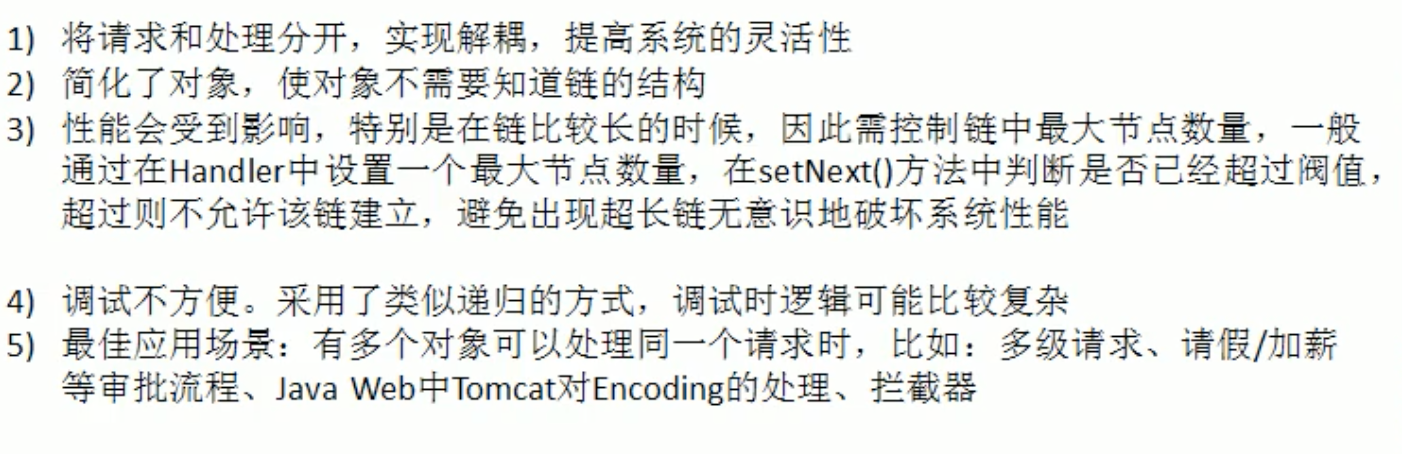 1) 将请求和处理分开，实现解耦，提高系统的灵活性
2) 简化了对象，使对象不需要知道链的结构
3) 性能会受到影响，特别是在链比较长的时候，因此需控制链中最大节点数量，一般
通过在Handler中设置一个最大节点数量，在setNext()方法中判断是否已经超过阀值，
超过则不允许该链建立，避免出现超长链无意识地破坏系统性能
4) 调试不方便。采用了类似递归的方式，调试时逻辑可能比较复杂
5) 最佳应用场景：有多个对象可以处理同一个请求时，比如：多级请求、请假/加薪
等审批流程、Java Web中Tomcat对Encoding的处理、拦截器